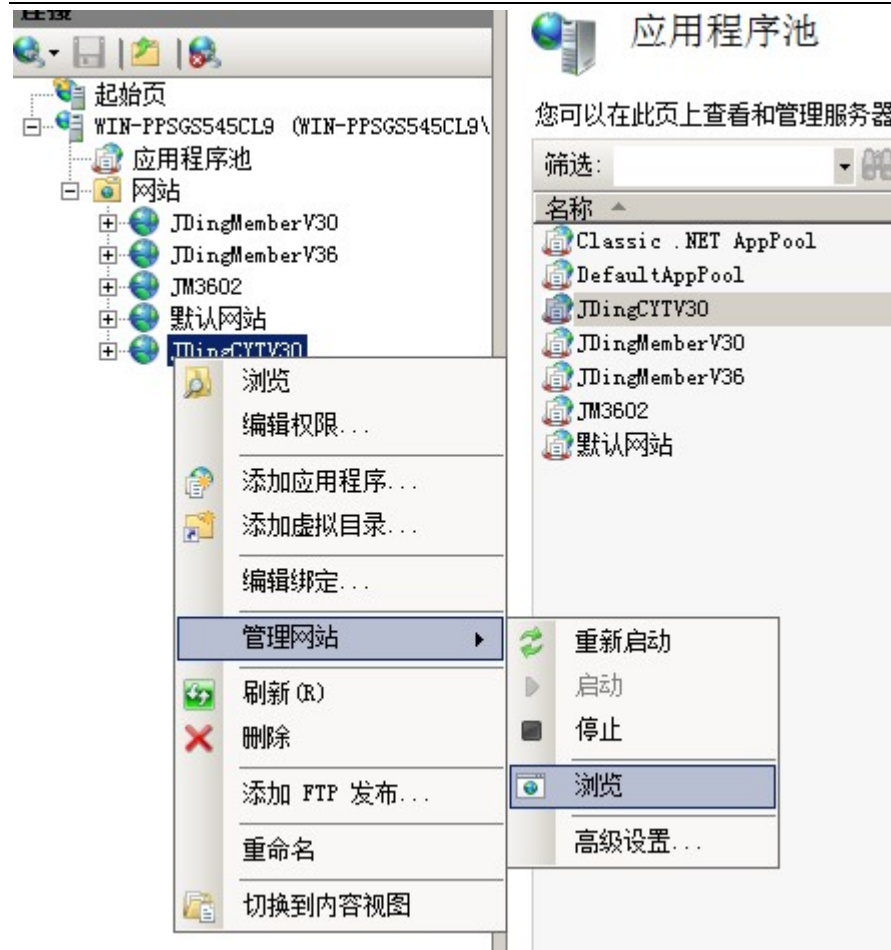 连接
起始页
WIN-PPSGS545CL9 (WIN-PPSGS545CL9\
应用程序池
网站
JDingMemberV30
JDingMemberV36
JM3602
默认网站
JDingCYTV30
浏览
编辑权限...
添加应用程序...
添加虚拟目录...
编辑绑定...
管理网站
刷新(R)
删除
添加 FTP 发布...
重命名
切换到内容视图
重新启动
启动
停止
浏览
高级设置...
应用程序池
您可以在此页上查看和管理服务器
筛选:
名称
Classic .NET AppPool
DefaultAppPool
JDingCYTV30
JDingMemberV30
JDingMemberV36
JM3602
默认网站